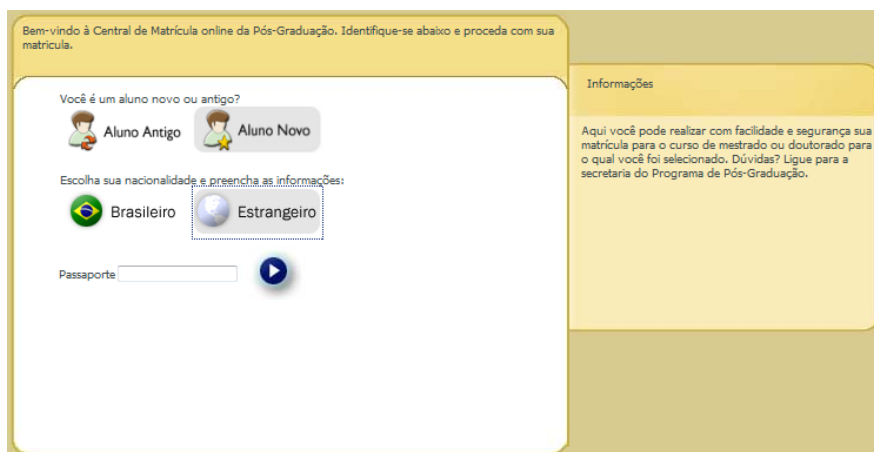 Bem-vindo à Central de Matrícula online da Pós-Graduação. Identifique-se abaixo e proceda com sua
matricula.
Você é um aluno novo ou antigo?
Aluno Antigo
Aluno Novo
Escolha sua nacionalidade e preencha as informações:
Brasileiro
Estrangeiro
Passaporte
Informações
Aqui você pode realizar com facilidade e segurança sua
matrícula para o curso de mestrado ou doutorado para
o qual você foi selecionado. Dúvidas? Ligue para a
secretaria do Programa de Pós-Graduação.